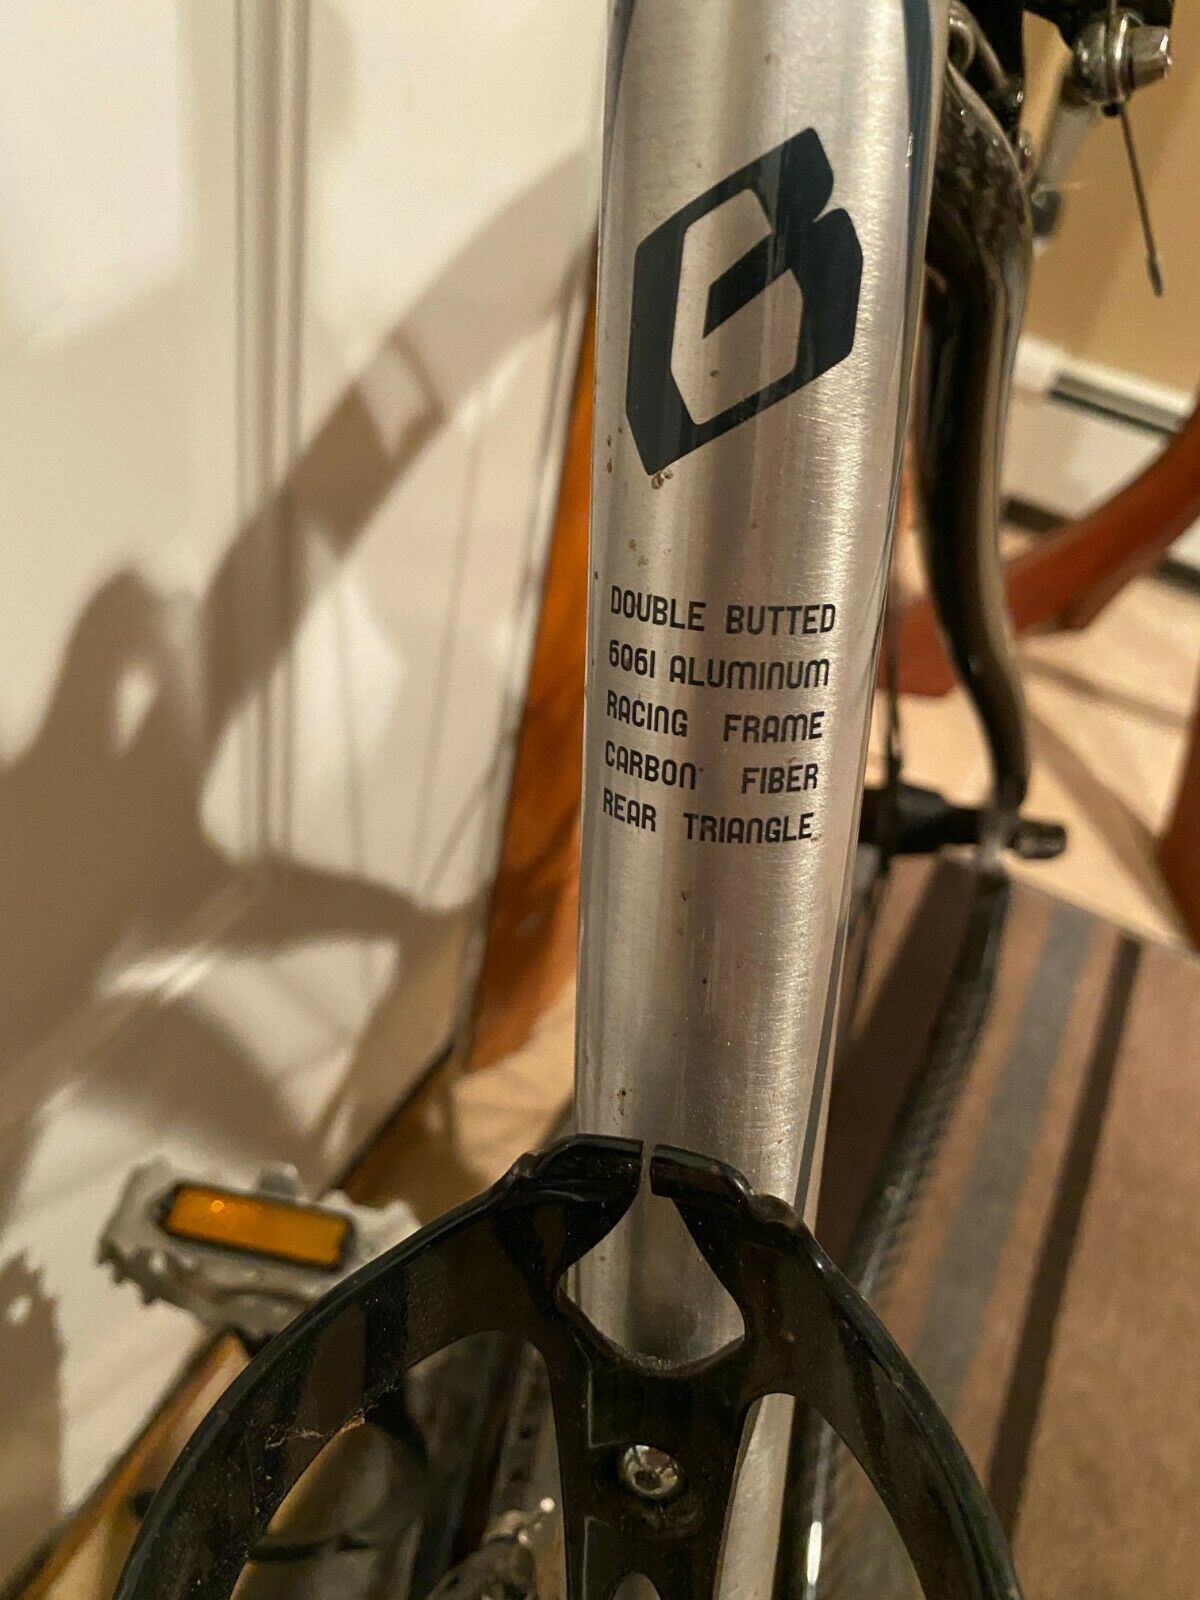 B
DOUBLE BUTTED
6061 ALUMINUM
RACING FRAME
CARBON FIBER
REAR TRIANGLE